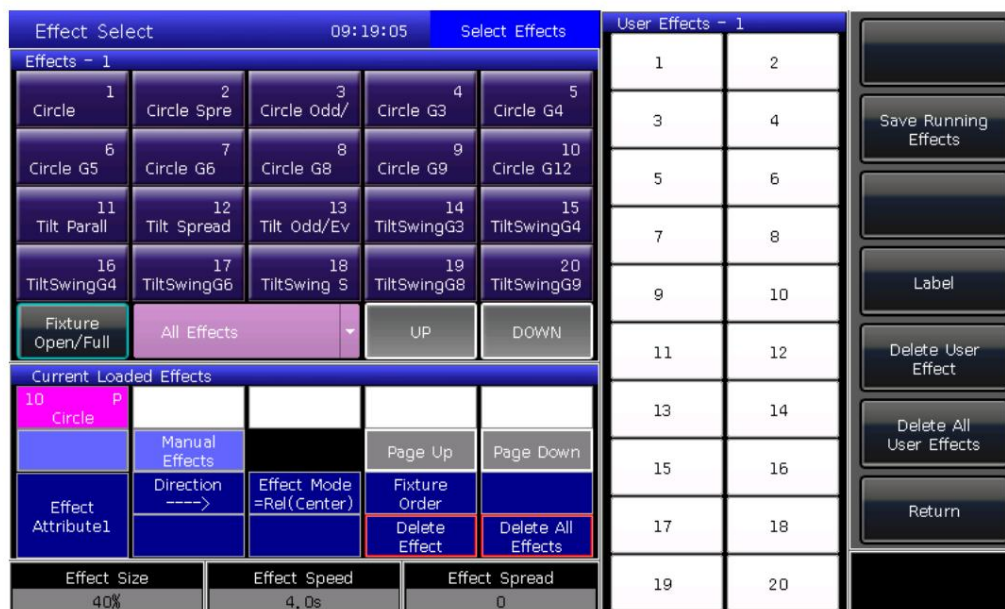 Effect Select 09:19:05 Select Effects
Effects - 1
1 2 3 4 5
Circle Circle Spre Circle Odd/ Circle G3 Circle G4
6 7 8 9 10
Circle G5 Circle G6 Circle G8 Circle G9 Circle G12
11 12 13 14 15
Tilt Parall Tilt Spread Tilt Odd/Ev TiltSwingG3 TiltSwingG4
16 17 18 19 20
TiltSwingG4 TiltSwingG6 TiltSwing S TiltSwingG8 TiltSwingG9
Fixture
Open/Full
All Effects
UP
DOWN
Current Loaded Effects
10 P
Circle
Manual
Effects
Page Up
Page Down
Effect
Attribute1
Direction
---->
Effect Mode
=Rel(Center)
Fixture
Order
Delete
Effect
Delete All
Effects
Effect Size
40%
Effect Speed
4.0s
Effect Spread
0
User Effects - 1
1 2
3 4
5 6
7 8
9 10
11 12
13 14
15 16
17 18
19 20
Save Running
Effects
Label
Delete User
Effect
Delete All
User Effects
Return